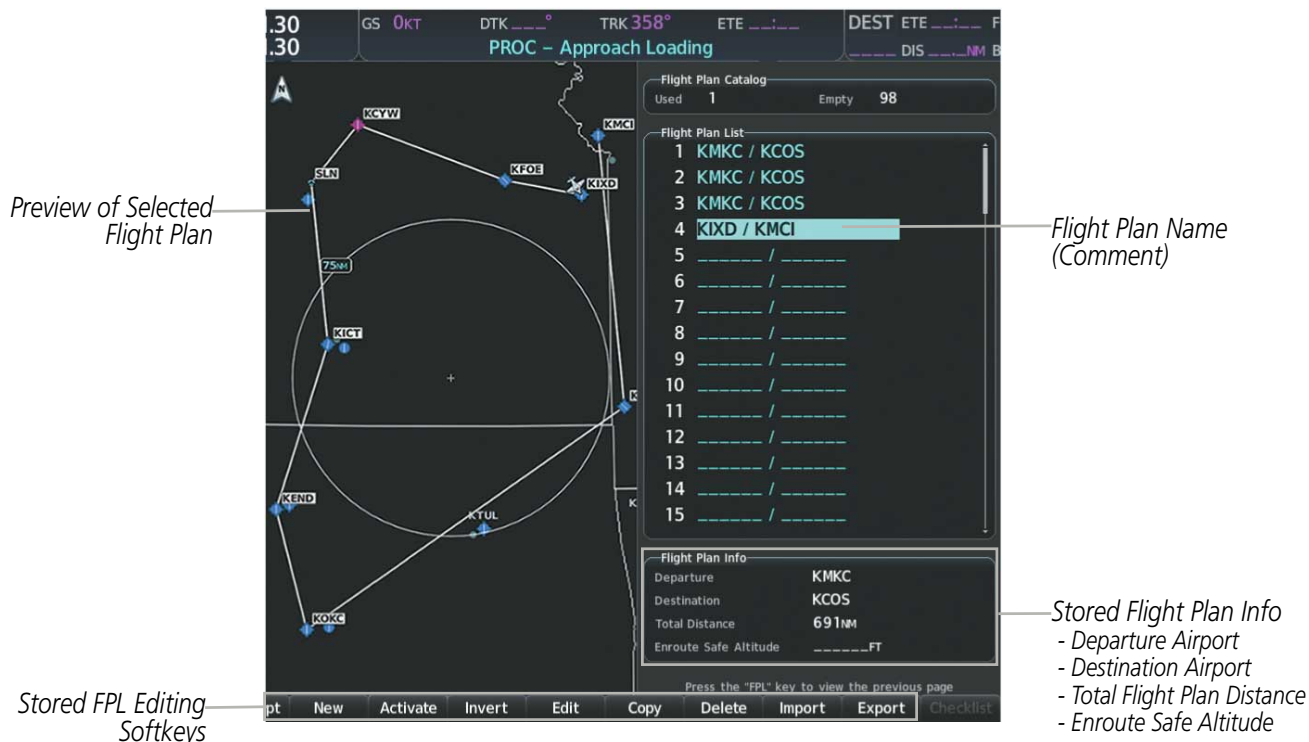 .30 GS 0KT DTK ___° TRK 358° ETE __:__ DEST ETE __:__
.30 PROC – Approach Loading ____ DIS __._NM
N
KCYW
KMCI
SLN
KFOE
KIXD
75NM
KICT
KEND
KTUL
KOKC
Flight Plan Catalog
Used 1 Empty 98
Flight Plan List
1 KMKC / KCOS
2 KMKC / KCOS
3 KMKC / KCOS
4 KIXD / KMCI
5 ______ / ______
6 ______ / ______
7 ______ / ______
8 ______ / ______
9 ______ / ______
10 ______ / ______
11 ______ / ______
12 ______ / ______
13 ______ / ______
14 ______ / ______
15 ______ / ______
Flight Plan Info
Departure KMKC
Destination KCOS
Total Distance 691NM
Enroute Safe Altitude ______FT
Press the "FPL" key to view the previous page
pt New Activate Invert Edit Copy Delete Import Export Checklist
Preview of Selected
Flight Plan
Flight Plan Name
(Comment)
Stored Flight Plan Info
- Departure Airport
- Destination Airport
- Total Flight Plan Distance
- Enroute Safe Altitude
Stored FPL Editing
Softkeys